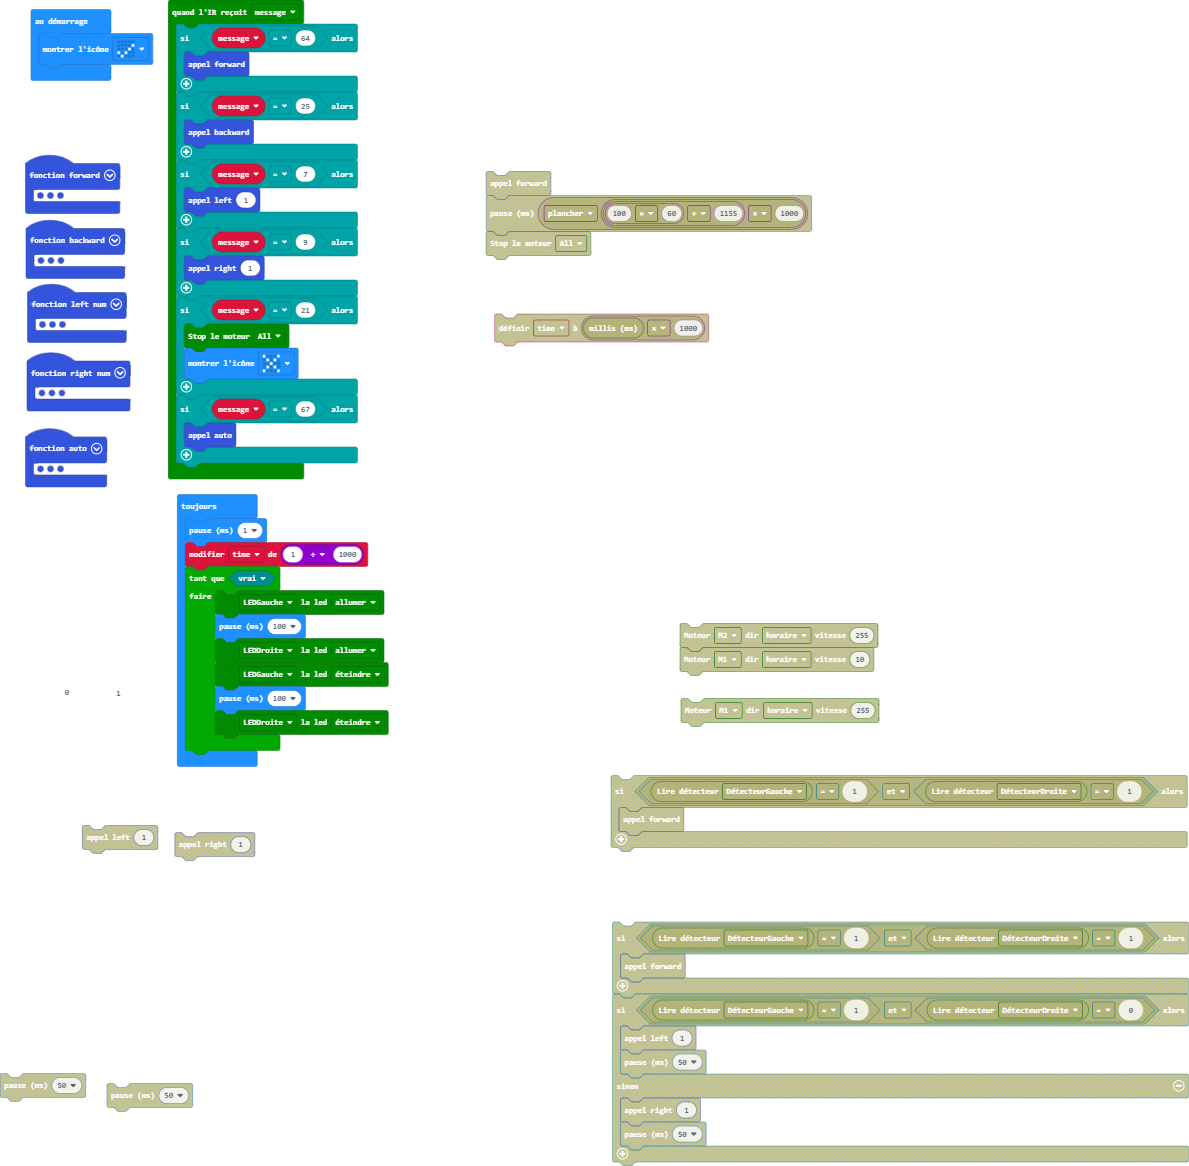 au démarrage
montrer l'icône
quand l'IR reçoit message
si message = 64 alors
appel forward
si message = 25 alors
appel backward
si message = 7 alors
appel left 1
si message = 9 alors
appel right 1
si message = 21 alors
Stop le moteur All
montrer l'icône
si message = 67 alors
appel auto
fonction forward
fonction backward
fonction left num
fonction right num
fonction auto
appel forward
pause (ms) plancher 100 × 60 ÷ 1155 × 1000
Stop le moteur All
définir time à millis (ms) × 1000
toujours
pause (ms) 1
modifier time de 1 ÷ 1000
tant que vrai
faire
LEDGauche la led allumer
pause (ms) 100
LEDDroite la led allumer
LEDGauche la led éteindre
pause (ms) 100
LEDDroite la led éteindre
0 1
Moteur M2 dir horaire vitesse 255
Moteur M1 dir horaire vitesse 10
Moteur M1 dir horaire vitesse 255
si Lire détecteur DétecteurGauche = 1 et Lire détecteur DétecteurDroite = 1 alors
appel forward
appel left 1
appel right 1
si Lire détecteur DétecteurGauche = 1 et Lire détecteur DétecteurDroite = 1 alors
appel forward
si Lire détecteur DétecteurGauche = 1 et Lire détecteur DétecteurDroite = 0 alors
appel left 1
pause (ms) 50
sinon
appel right 1
pause (ms) 50
pause (ms) 50
pause (ms) 50